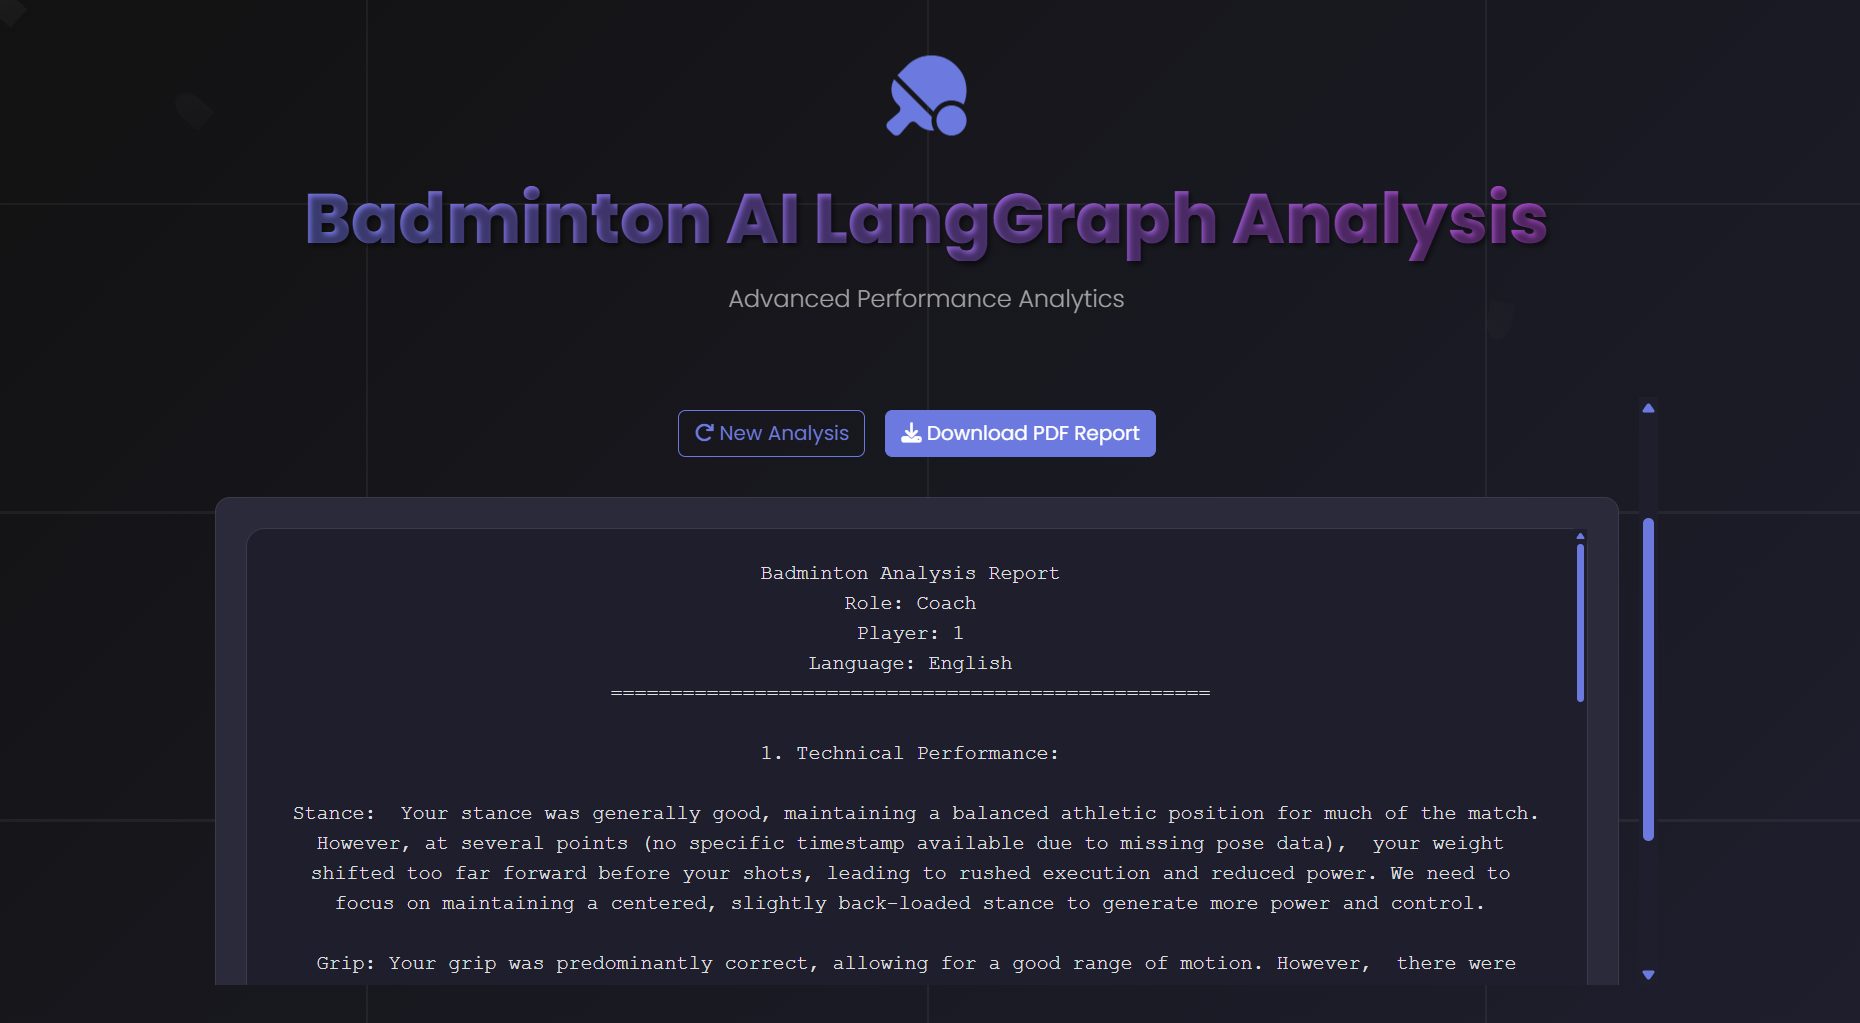 Badminton AI LangGraph Analysis
Advanced Performance Analytics
New Analysis
Download PDF Report
Badminton Analysis Report
Role: Coach
Player: 1
Language: English
==================================================
1. Technical Performance:
Stance:  Your stance was generally good, maintaining a balanced athletic position for much of the match.
However, at several points (no specific timestamp available due to missing pose data),  your weight
shifted too far forward before your shots, leading to rushed execution and reduced power. We need to
focus on maintaining a centered, slightly back-loaded stance to generate more power and control.
Grip: Your grip was predominantly correct, allowing for a good range of motion. However,  there were